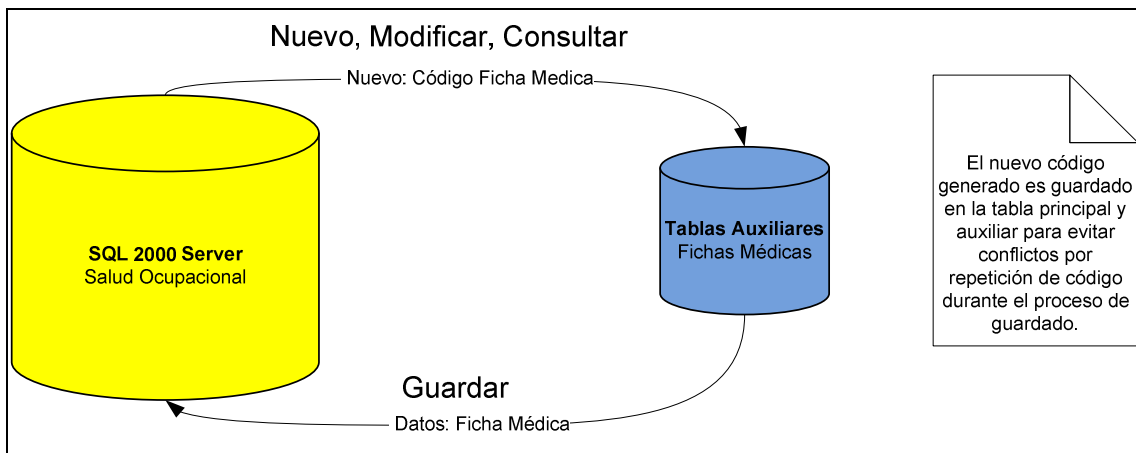 Nuevo, Modificar, Consultar
Nuevo: Código Ficha Medica
SQL 2000 Server
Salud Ocupacional
Tablas Auxiliares
Fichas Médicas
El nuevo código
generado es guardado
en la tabla principal y
auxiliar para evitar
conflictos por
repetición de código
durante el proceso de
guardado.
Guardar
Datos: Ficha Médica